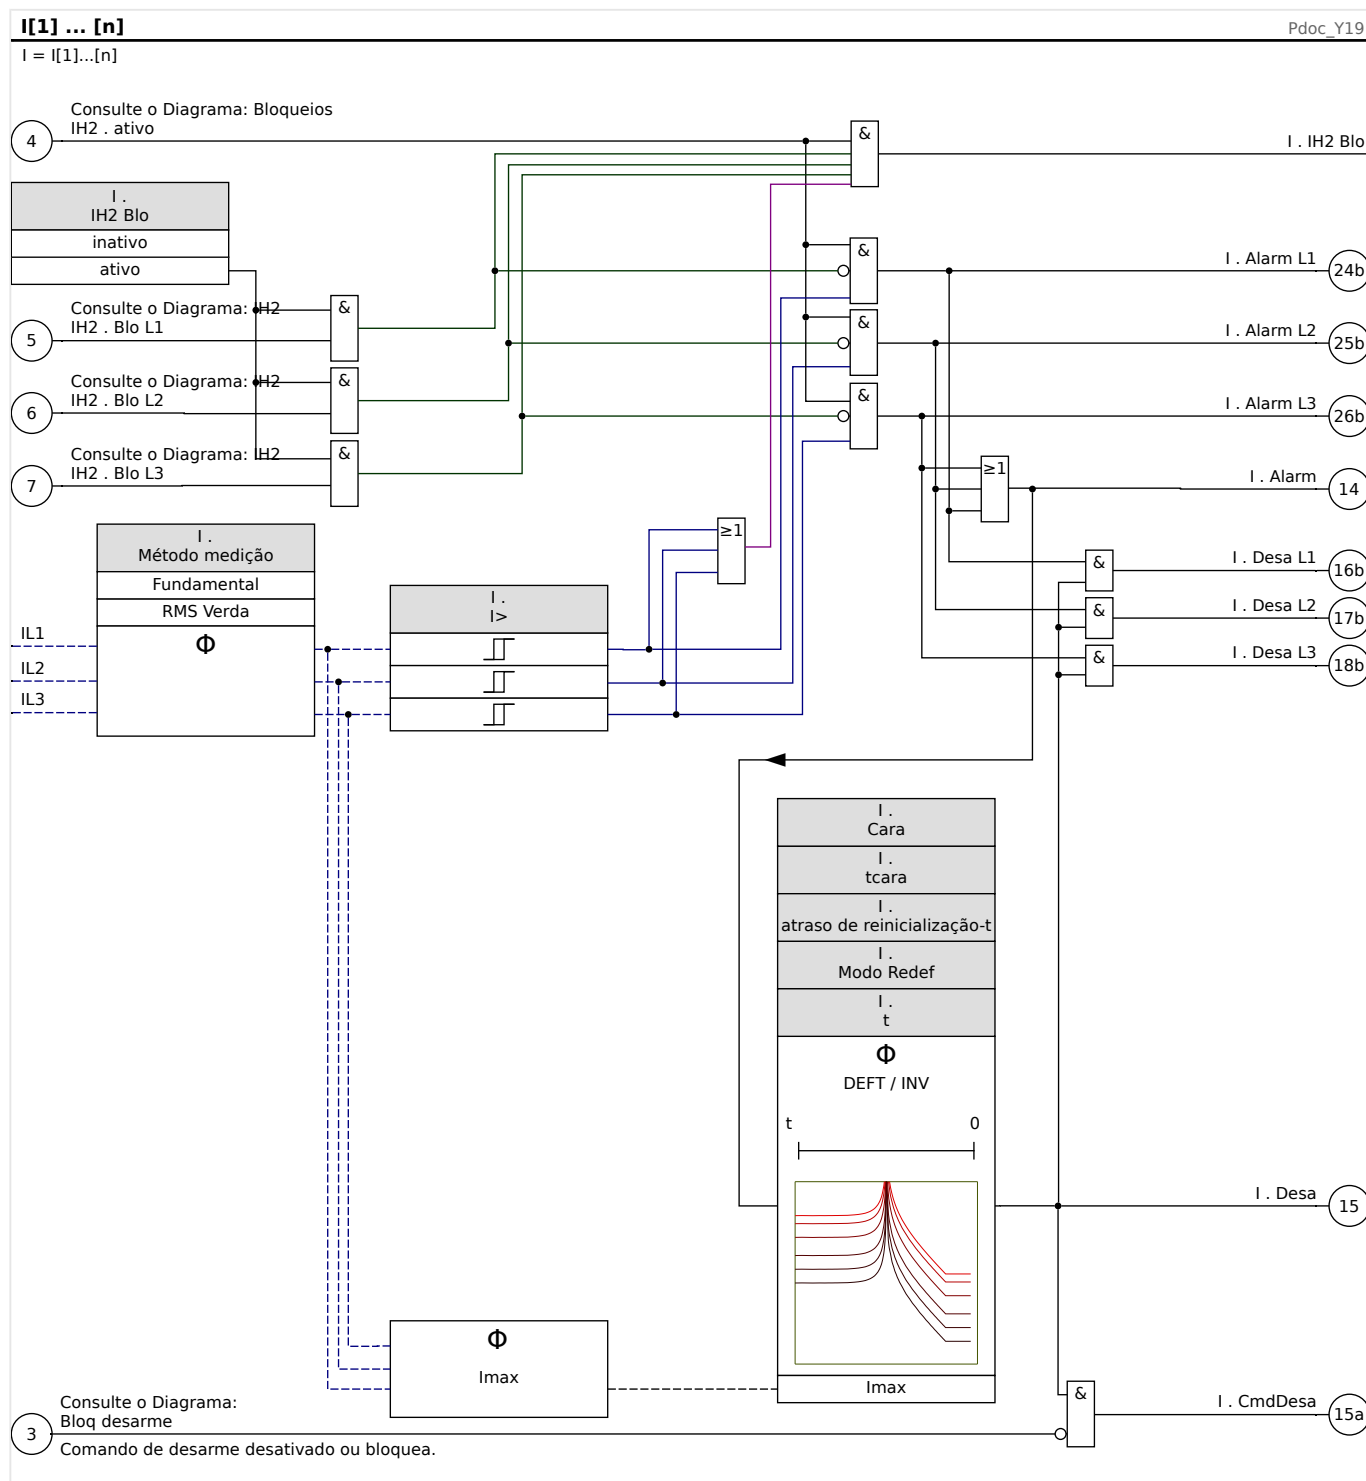 I[1] ... [n]
Pdoc_Y19
I = I[1]...[n]
Consulte o Diagrama: Bloqueios
IH2 . ativo
4
&
I . IH2 Blo
I .
IH2 Blo
inativo
ativo
&
I . Alarm L1
24b
Consulte o Diagrama: IH2
IH2 . Blo L1
5
&
&
I . Alarm L2
25b
Consulte o Diagrama: IH2
IH2 . Blo L2
6
&
&
I . Alarm L3
26b
Consulte o Diagrama: IH2
IH2 . Blo L3
7
&
≥1
I . Alarm
14
I .
Método medição
Fundamental
RMS Verda
Φ
IL1
IL2
IL3
≥1
I .
I>
&
I . Desa L1
16b
&
I . Desa L2
17b
&
I . Desa L3
18b
I .
Cara
I .
tcara
I .
atraso de reinicialização-t
I .
Modo Redef
I .
t
Φ
DEFT / INV
t
0
I . Desa
15
Φ
Imax
Imax
&
I . CmdDesa
15a
Consulte o Diagrama:
Bloq desarme
3
Comando de desarme desativado ou bloquea.